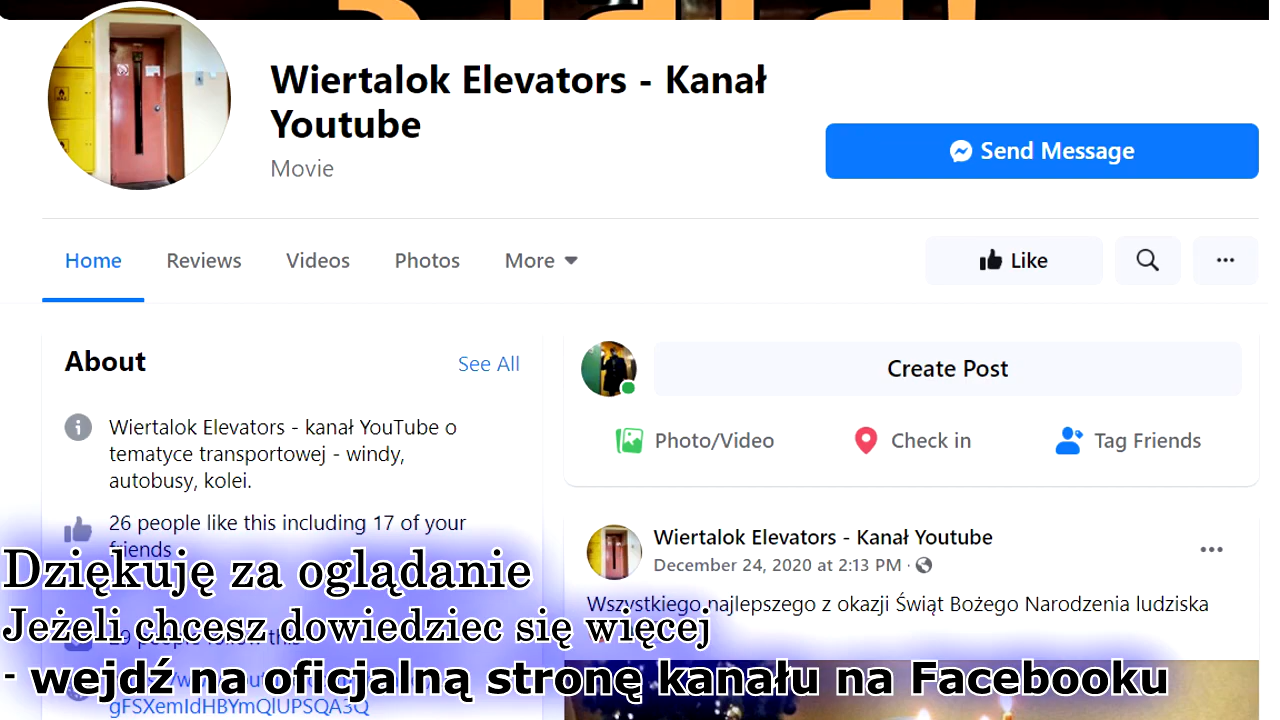 Wiertalok Elevators - Kanał
Youtube
Movie
Send Message
Home
Reviews
Videos
Photos
More
Like
About
See All
Wiertalok Elevators - kanał YouTube o
tematyce transportowej - windy,
autobusy, kolei.
26 people like this including 17 of your
friends
29 people follow this
gFSXemIdHBYmQlUPSQA3Q
Create Post
Photo/Video
Check in
Tag Friends
Wiertalok Elevators - Kanał Youtube
December 24, 2020 at 2:13 PM ·
Wszystkiego najlepszego z okazji Świąt Bożego Narodzenia ludziska
Dziękuję za oglądanie
Jeżeli chcesz dowiedziec się więcej
- wejdź na oficjalną stronę kanału na Facebooku